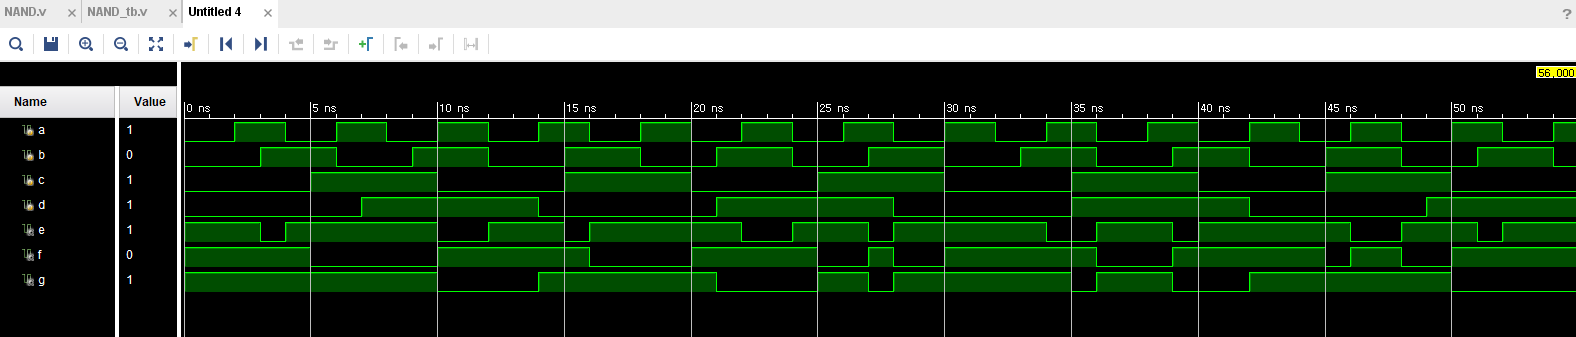 NAND.v × NAND_tb.v × Untitled 4 ×
?
56,000
Name Value
0 ns 5 ns 10 ns 15 ns 20 ns 25 ns 30 ns 35 ns 40 ns 45 ns 50 ns
a 1
b 0
c 1
d 1
e 1
f 0
g 1